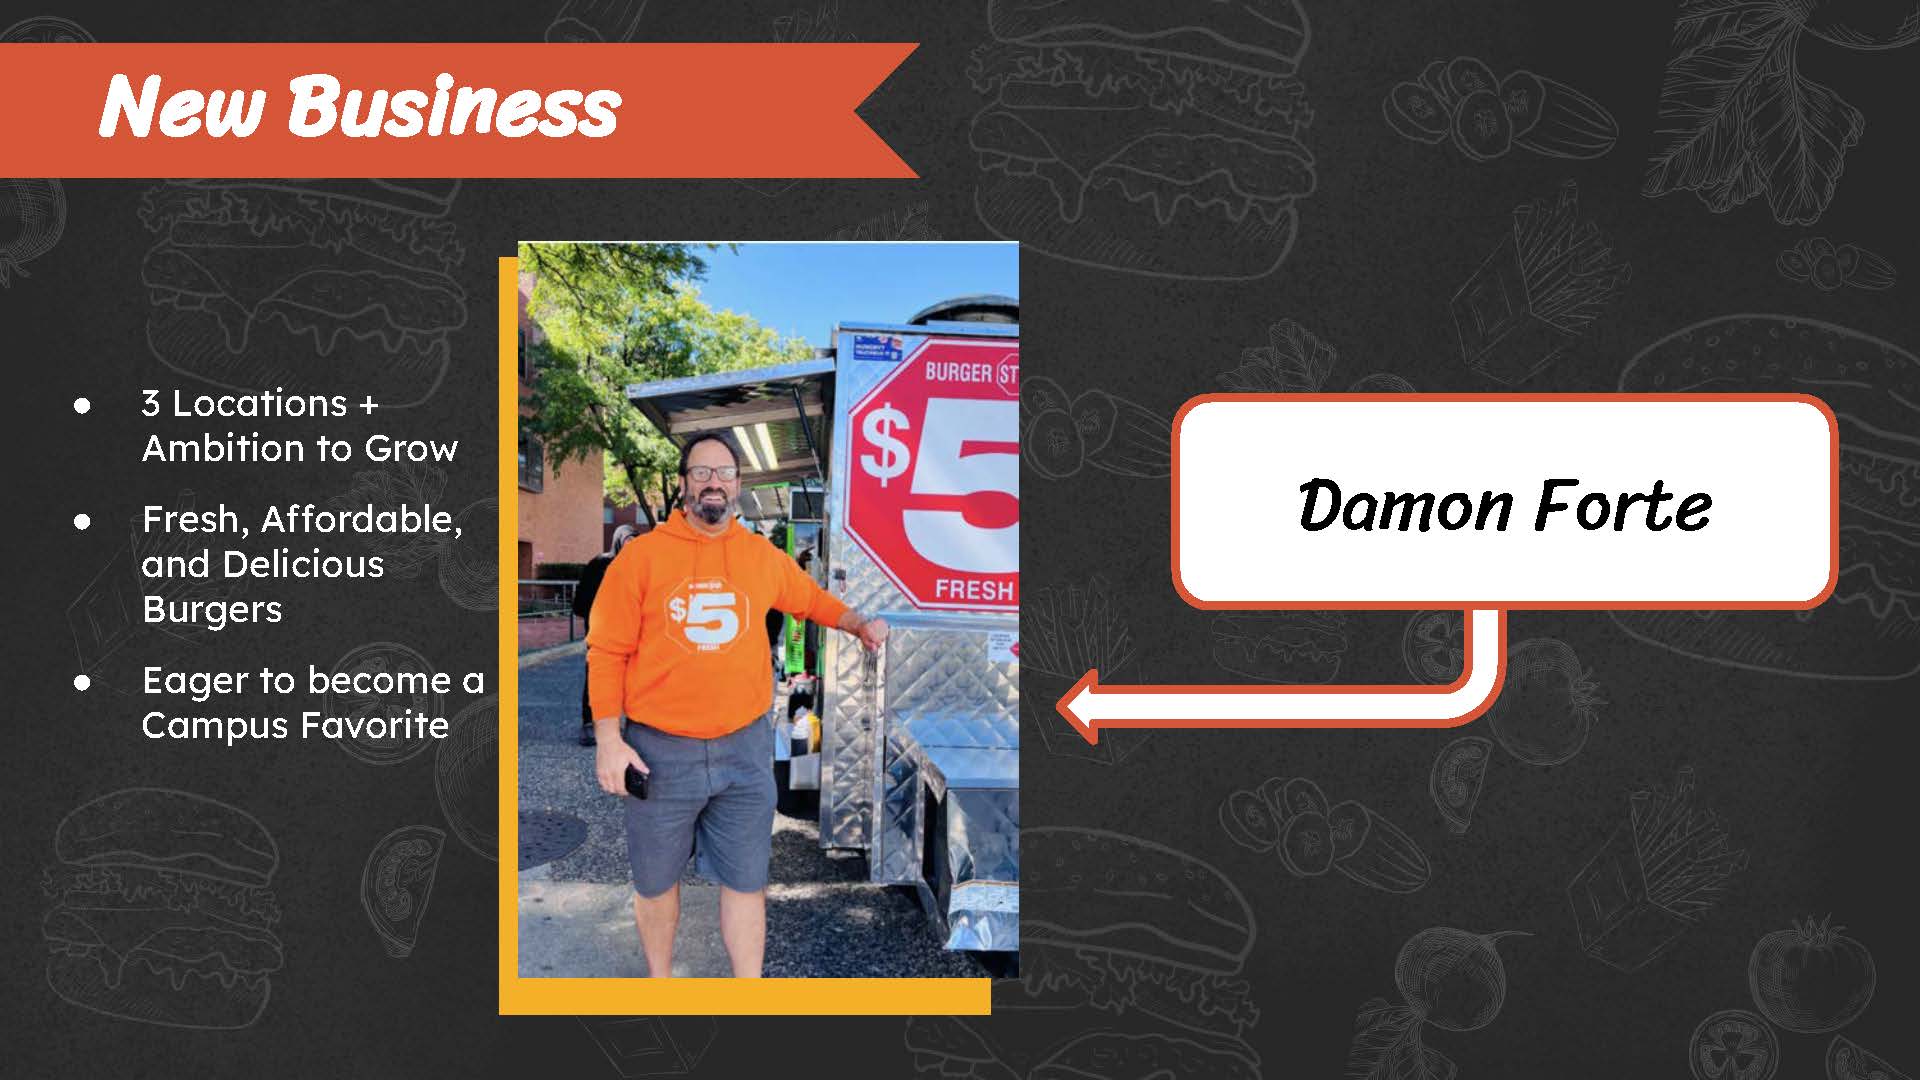 New Business
● 3 Locations +
Ambition to Grow
● Fresh, Affordable,
and Delicious
Burgers
● Eager to become a
Campus Favorite
BURGER ST
$5
FRESH
$5
FRESH
Damon Forte